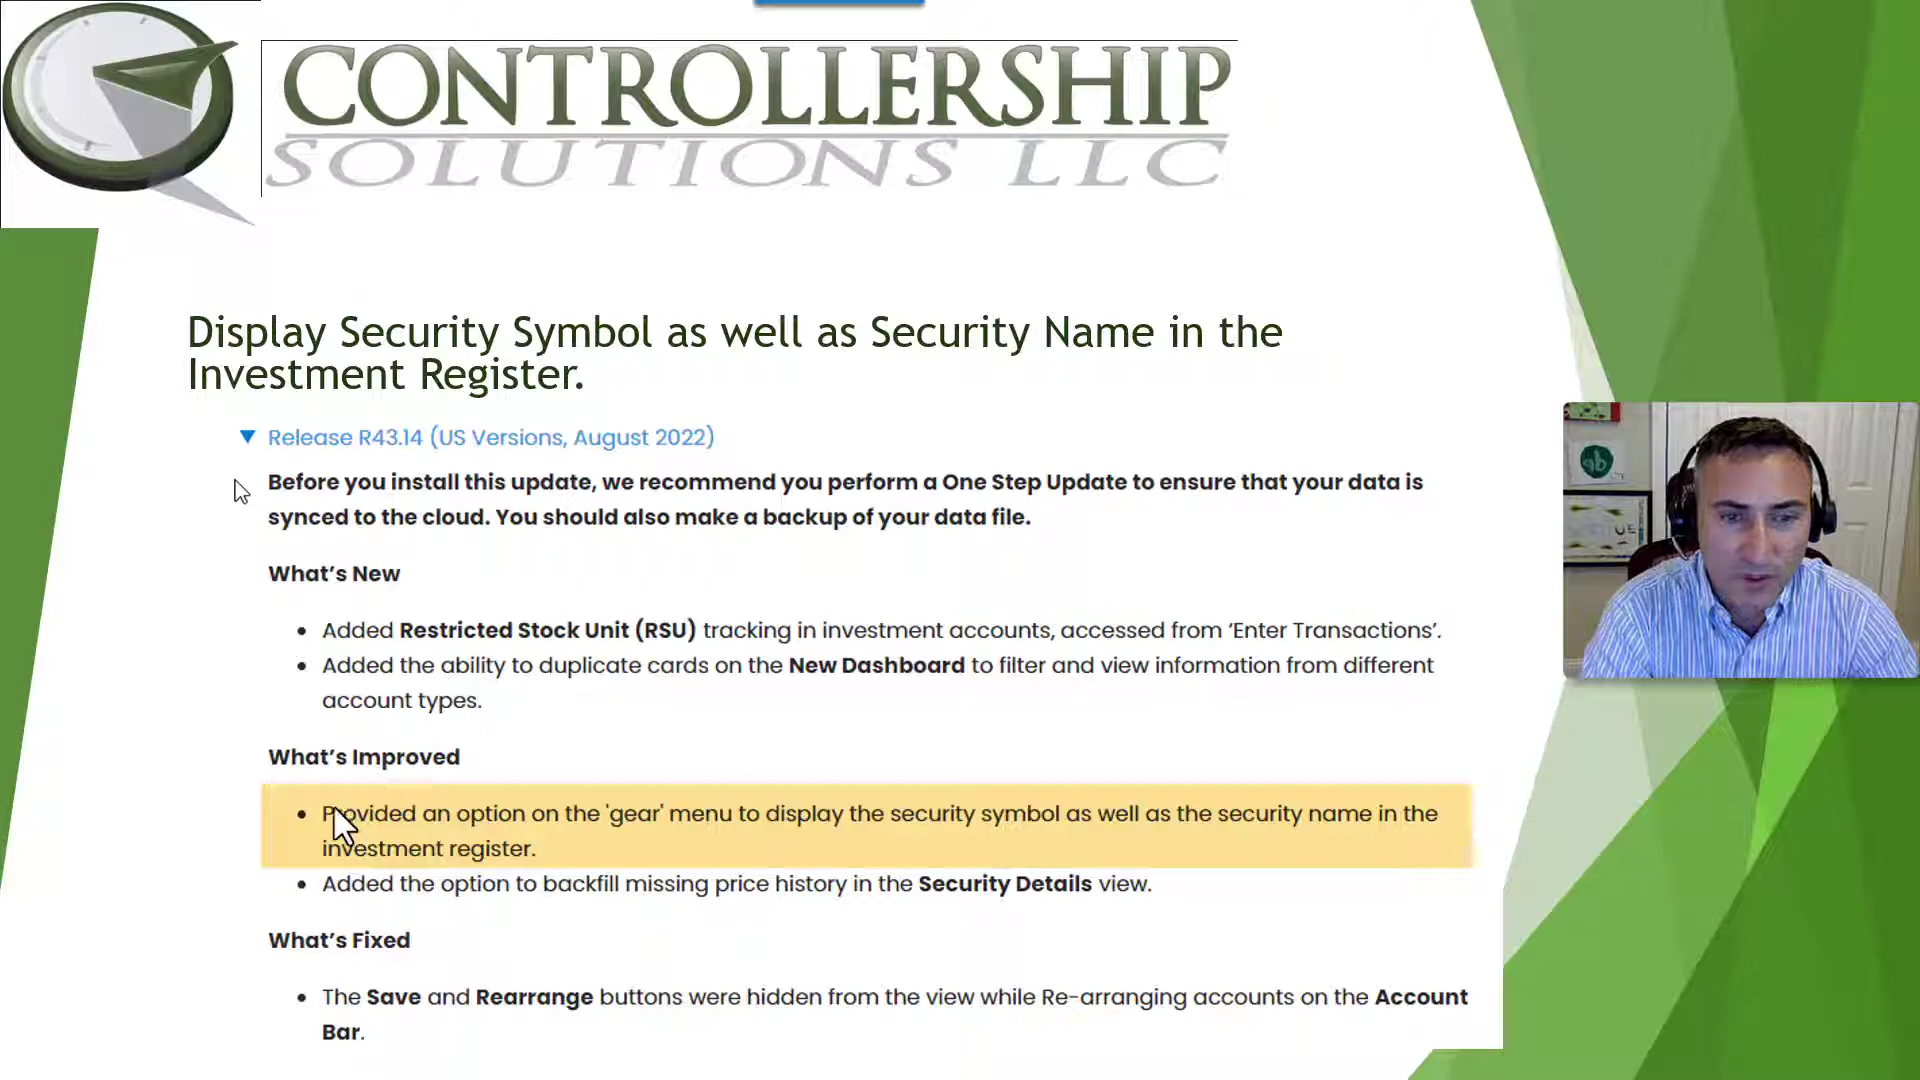 CONTROLLERSHIP
SOLUTIONS LLC
Display Security Symbol as well as Security Name in the
Investment Register.
Release R43.14 (US Versions, August 2022)
Before you install this update, we recommend you perform a One Step Update to ensure that your data is
synced to the cloud. You should also make a backup of your data file.
What's New
• Added Restricted Stock Unit (RSU) tracking in investment accounts, accessed from ‘Enter Transactions’.
• Added the ability to duplicate cards on the New Dashboard to filter and view information from different
account types.
What's Improved
• Provided an option on the 'gear' menu to display the security symbol as well as the security name in the
investment register.
• Added the option to backfill missing price history in the Security Details view.
What's Fixed
• The Save and Rearrange buttons were hidden from the view while Re-arranging accounts on the Account
Bar.